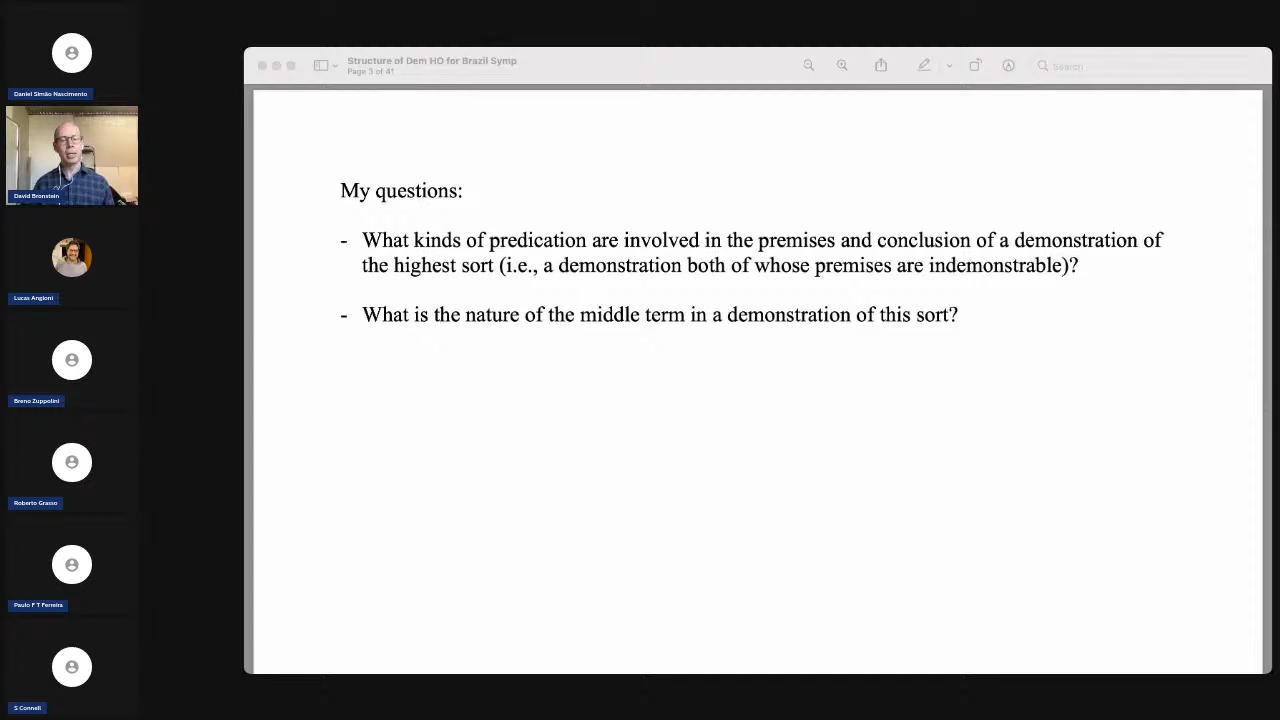 Daniel Simão Nascimento
David Bronstein
Lucas Angioni
Breno Zuppolini
Roberto Grasso
Paulo F T Ferreira
S Connell
Structure of Dem HO for Brazil Symp
Page 3 of 41
Search
My questions:
- What kinds of predication are involved in the premises and conclusion of a demonstration of
the highest sort (i.e., a demonstration both of whose premises are indemonstrable)?
- What is the nature of the middle term in a demonstration of this sort?